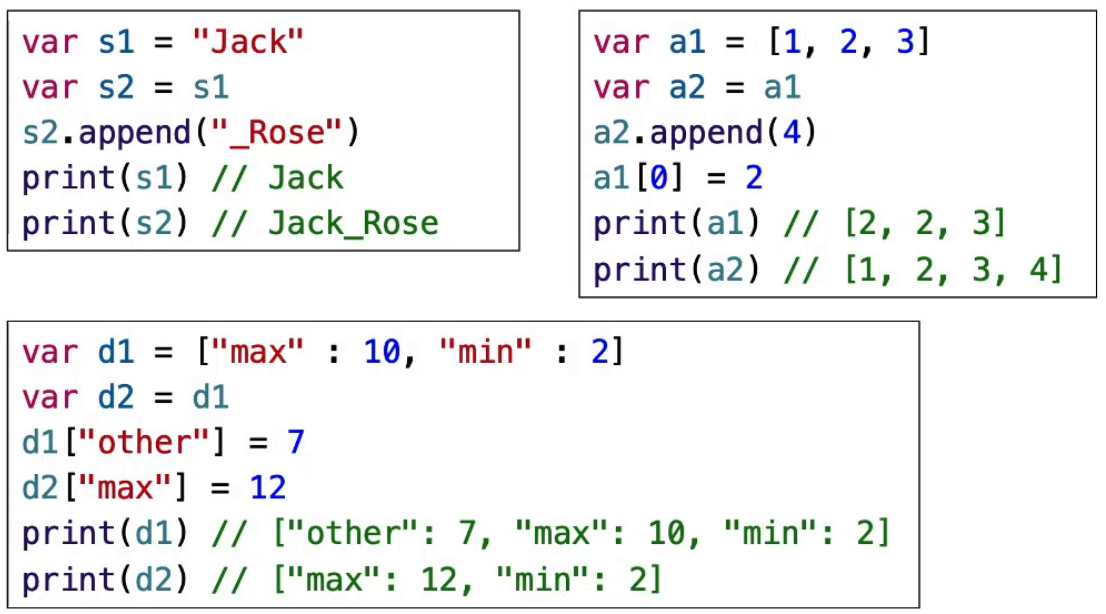 var s1 = "Jack"
var s2 = s1
s2.append("_Rose")
print(s1) // Jack
print(s2) // Jack_Rose
var a1 = [1, 2, 3]
var a2 = a1
a2.append(4)
a1[0] = 2
print(a1) // [2, 2, 3]
print(a2) // [1, 2, 3, 4]
var d1 = ["max" : 10, "min" : 2]
var d2 = d1
d1["other"] = 7
d2["max"] = 12
print(d1) // ["other": 7, "max": 10, "min": 2]
print(d2) // ["max": 12, "min": 2]